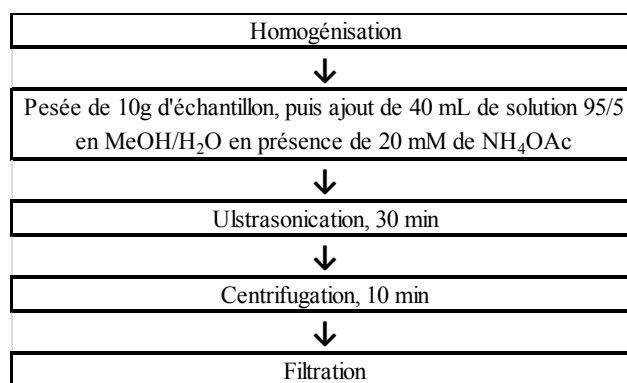 Homogénisation
↓
Pesée de 10g d'échantillon, puis ajout de 40 mL de solution 95/5
en MeOH/H₂O en présence de 20 mM de NH₄OAc
↓
Ulstrasonication, 30 min
↓
Centrifugation, 10 min
↓
Filtration